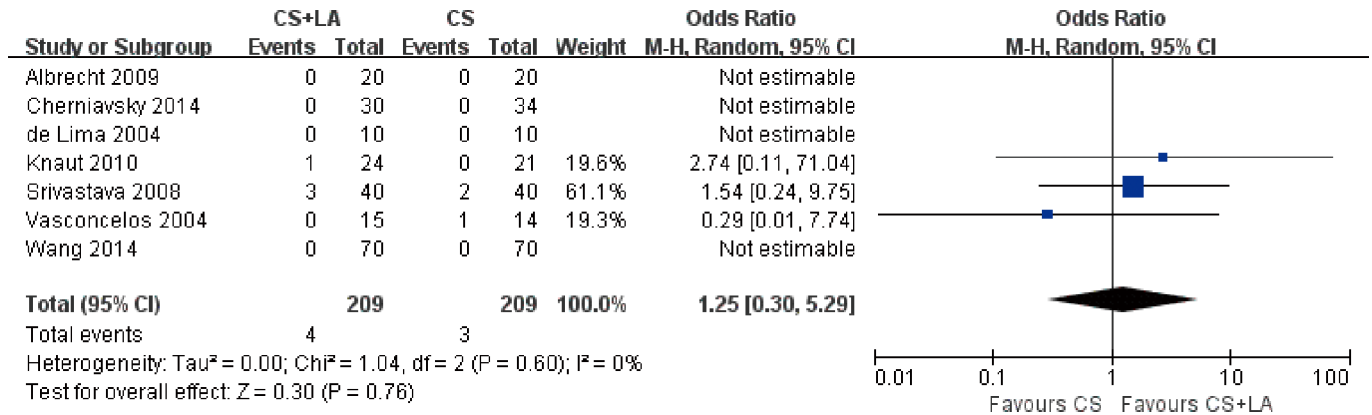 CS+LA CS Odds Ratio Odds Ratio
Study or Subgroup Events Total Events Total Weight M-H, Random, 95% CI M-H, Random, 95% CI
Albrecht 2009 0 20 0 20 Not estimable
Cherniavsky 2014 0 30 0 34 Not estimable
de Lima 2004 0 10 0 10 Not estimable
Knaut 2010 1 24 0 21 19.6% 2.74 [0.11, 71.04]
Srivastava 2008 3 40 2 40 61.1% 1.54 [0.24, 9.75]
Vasconcelos 2004 0 15 1 14 19.3% 0.29 [0.01, 7.74]
Wang 2014 0 70 0 70 Not estimable
Total (95% CI) 209 209 100.0% 1.25 [0.30, 5.29]
Total events 4 3
Heterogeneity: Tau² = 0.00; Chi² = 1.04, df = 2 (P = 0.60); I² = 0%
Test for overall effect: Z = 0.30 (P = 0.76)
0.01 0.1 1 10 100
Favours CS Favours CS+LA